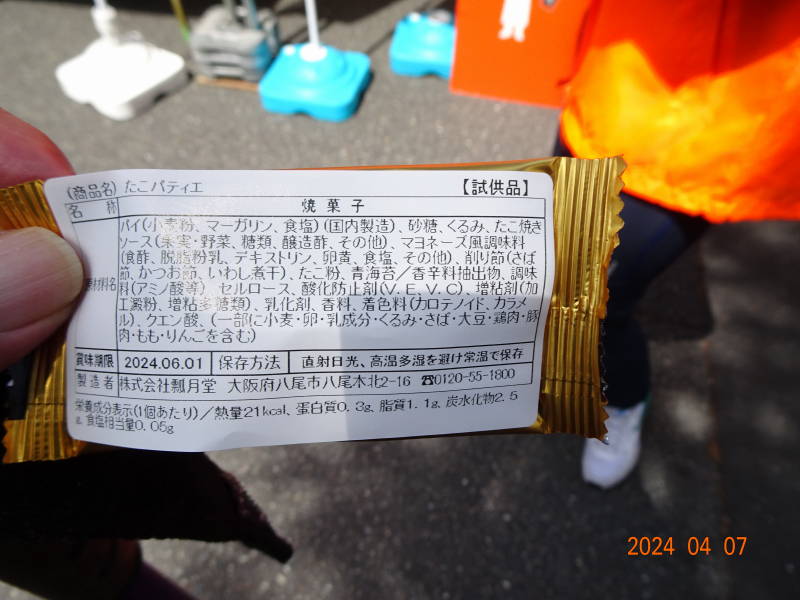 (商品名) たこパティエ 【試供品】
名 称 焼 菓 子
パイ(小麦粉、マーガリン、食塩)(国内製造)、砂糖、くるみ、たこ焼き
ソース(果実・野菜、糖類、醸造酢、その他)、マヨネーズ風調味料
(食酢、脱脂粉乳、デキストリン、卵黄、食塩、その他)、削り節(さば
原材料名 節、かつお節、いわし煮干)、たこ粉、青海苔／香辛料抽出物、調味
料(アミノ酸等)、セルロース、酸化防止剤(V.E、V.C)、増粘剤(加
工澱粉、増粘多糖類)、乳化剤、香料、着色料(カロテノイド、カラメ
ル)、クエン酸、(一部に小麦・卵・乳成分・くるみ・さば・大豆・鶏肉・豚
肉・もも・りんごを含む)
賞味期限 2024.06.01 保存方法 直射日光、高温多湿を避け常温で保存
製造者 株式会社瓢月堂 大阪府八尾市八尾木北2-16 ☎0120-55-1800
栄養成分表示(1個あたり)／熱量21kcal、蛋白質0.3g、脂質1.1g、炭水化物2.5
g、食塩相当量0.05g
2024 04 07